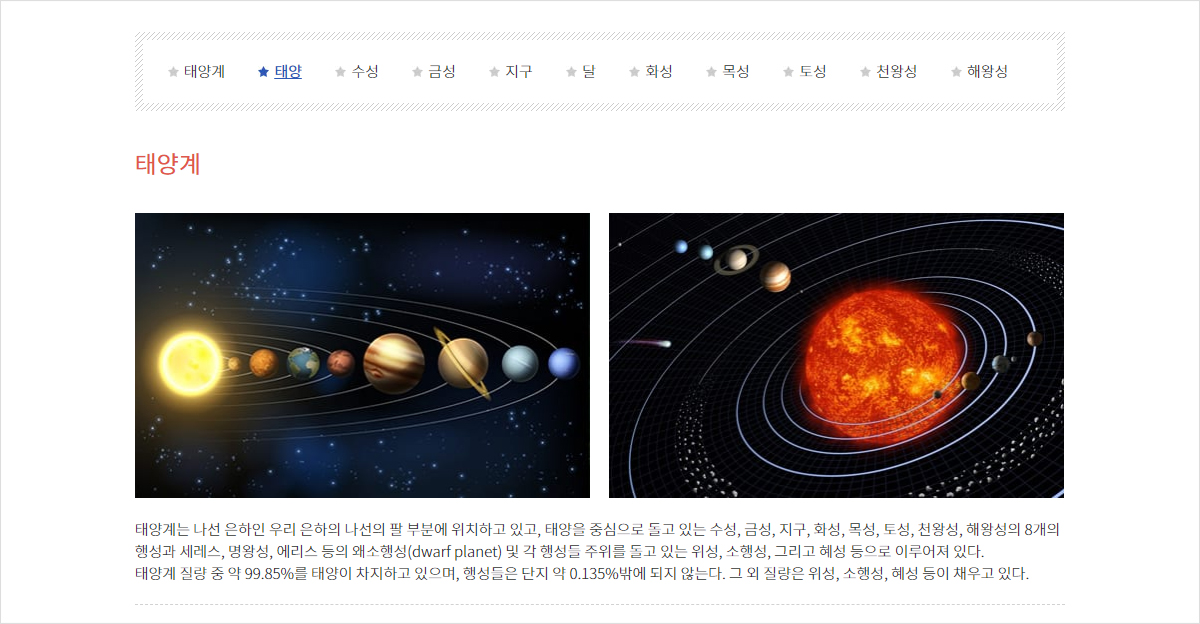 태양계 태양 수성 금성 지구 달 화성 목성 토성 천왕성 해왕성
태양계
태양계는 나선 은하인 우리 은하의 나선의 팔 부분에 위치하고 있고, 태양을 중심으로 돌고 있는 수성, 금성, 지구, 화성, 목성, 토성, 천왕성, 해왕성의 8개의
행성과 세레스, 명왕성, 에리스 등의 왜소행성(dwarf planet) 및 각 행성들 주위를 돌고 있는 위성, 소행성, 그리고 혜성 등으로 이루어져 있다.
태양계 질량 중 약 99.85%를 태양이 차지하고 있으며, 행성들은 단지 약 0.135%밖에 되지 않는다. 그 외 질량은 위성, 소행성, 혜성 등이 채우고 있다.